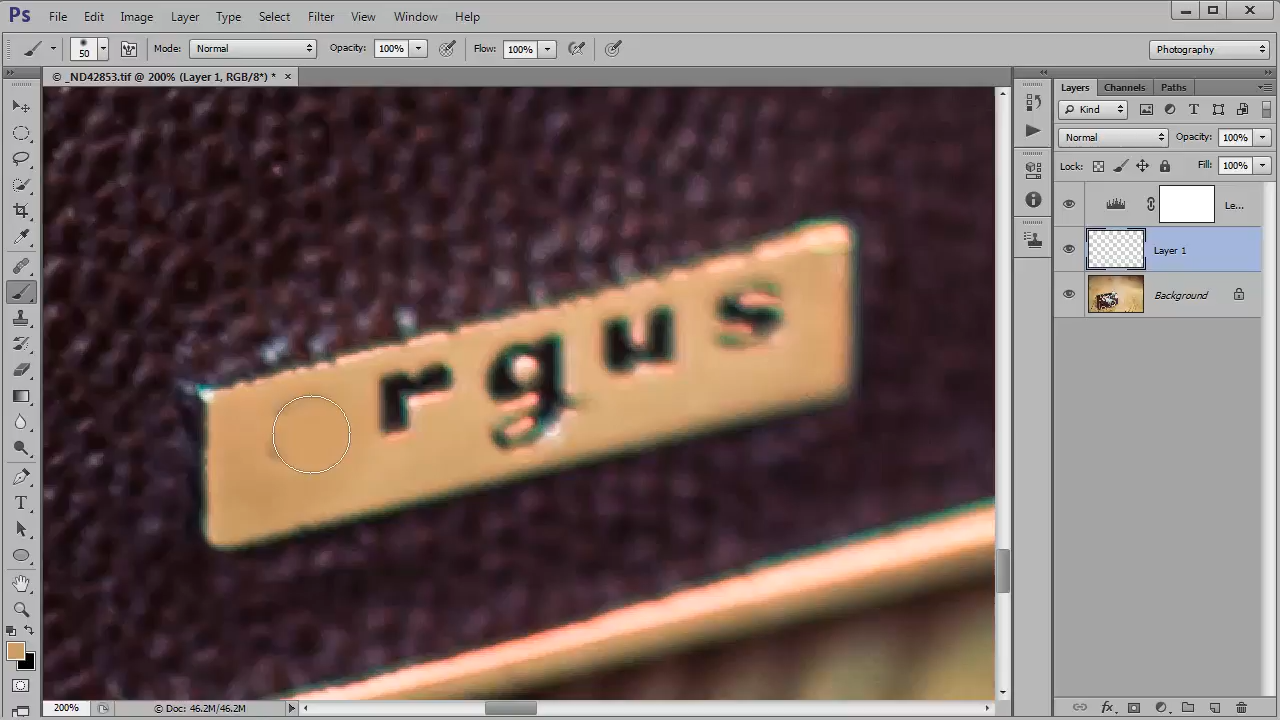 Ps File Edit Image Layer Type Select Filter View Window Help
50 Mode: Normal Opacity: 100% Flow: 100% Photography
© _ND42853.tif @ 200% (Layer 1, RGB/8*) * ×
Layers Channels Paths
Kind
Normal Opacity: 100%
Lock: Fill: 100%
Le...
Layer 1
Background
rgus
200% © Doc: 46.2M/46.2M